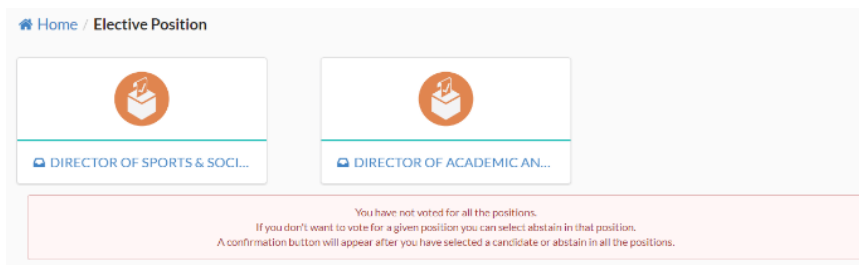 Home / Elective Position
DIRECTOR OF SPORTS & SOCI...
DIRECTOR OF ACADEMIC AN...
You have not voted for all the positions.
If you don't want to vote for a given position you can select abstain in that position.
A confirmation button will appear after you have selected a candidate or abstain in all the positions.